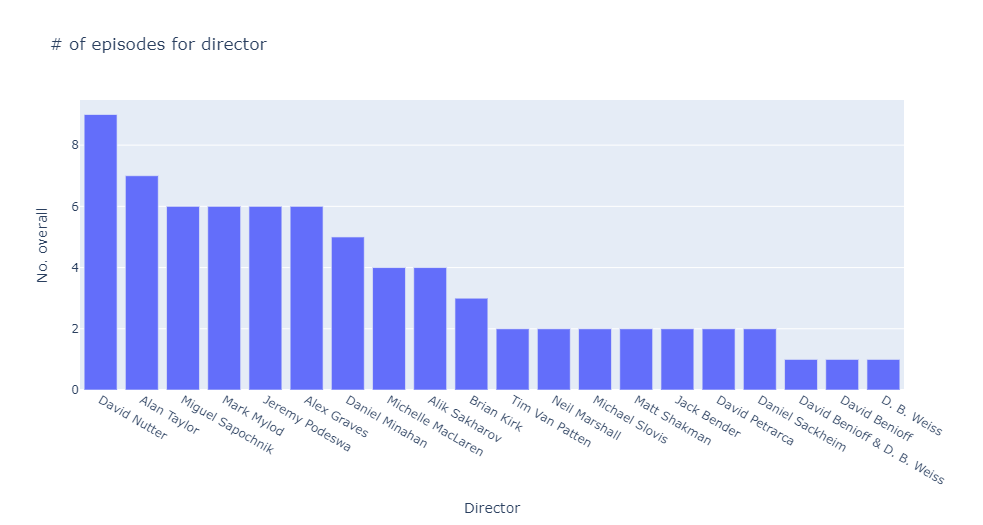 # of episodes for director
No. overall
8
6
4
2
0
David Nutter
Alan Taylor
Miguel Sapochnik
Mark Mylod
Jeremy Podeswa
Alex Graves
Daniel Minahan
Michelle MacLaren
Alik Sakharov
Brian Kirk
Tim Van Patten
Neil Marshall
Michael Slovis
Matt Shakman
Jack Bender
David Petrarca
Daniel Sackheim
David Benioff & D. B. Weiss
David Benioff
D. B. Weiss
Director